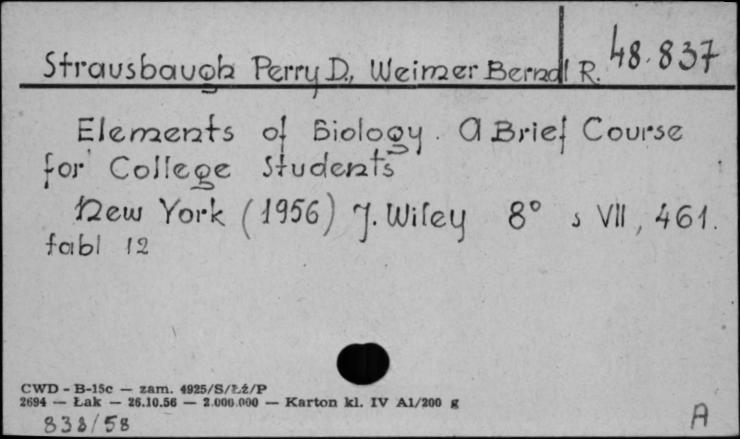 Strausbaugh Perry D., Weimer Bernal R. 48.837
Elements of Biology. A Brief Course
for College Students
New York (1956) J. Wiley 8° s VII, 461.
tabl 12
CWD - B-15c — zam. 4925/S/Łź/P
2694 — Łak — 26.10.56 — 2.000.000 — Karton kl. IV A1/200 g
838/58 A